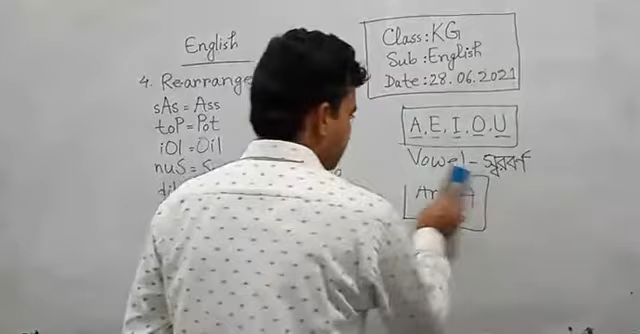 English
Class : KG
Sub : English
Date : 28.06.2021
4. Rearrange
sAs = Ass
toP = Pot
iOl = Oil
nuS = S
A, E, I, O, U
Vowel - স্বরবর্ণ